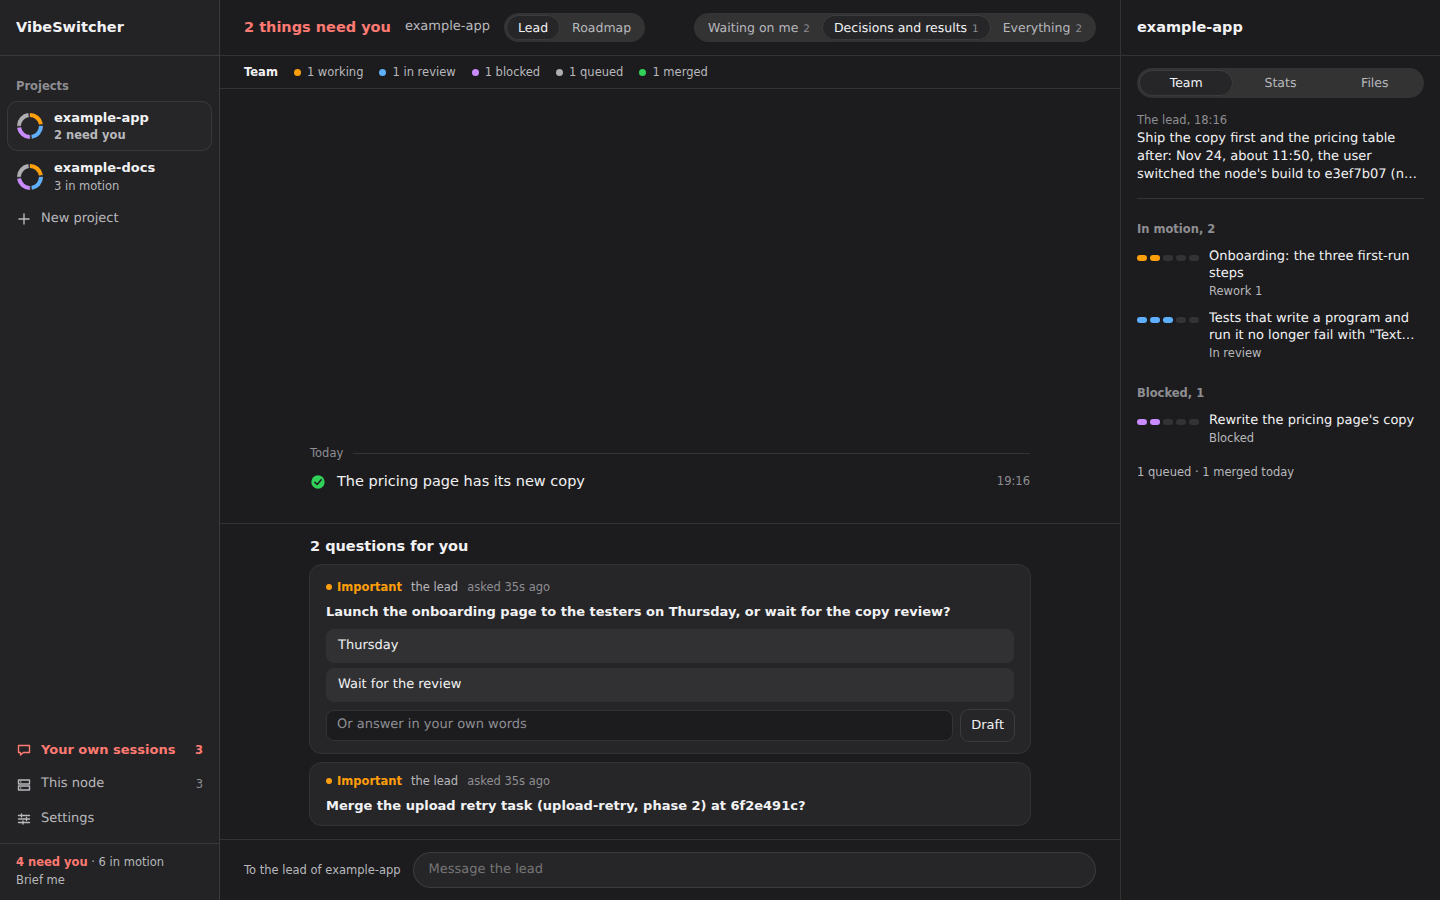 VibeSwitcher
Projects
example-app
2 need you
example-docs
3 in motion
New project
Your own sessions 3
This node 3
Settings
4 need you · 6 in motion
Brief me
2 things need you example-app Lead Roadmap Waiting on me 2 Decisions and results 1 Everything 2
Team 1 working 1 in review 1 blocked 1 queued 1 merged
Today
The pricing page has its new copy 19:16
2 questions for you
Important the lead asked 35s ago
Launch the onboarding page to the testers on Thursday, or wait for the copy review?
Thursday
Wait for the review
Or answer in your own words Draft
Important the lead asked 35s ago
Merge the upload retry task (upload-retry, phase 2) at 6f2e491c?
To the lead of example-app Message the lead
example-app
Team Stats Files
The lead, 18:16
Ship the copy first and the pricing table
after: Nov 24, about 11:50, the user
switched the node's build to e3ef7b07 (n…
In motion, 2
Onboarding: the three first-run
steps
Rework 1
Tests that write a program and
run it no longer fail with "Text…
In review
Blocked, 1
Rewrite the pricing page's copy
Blocked
1 queued · 1 merged today